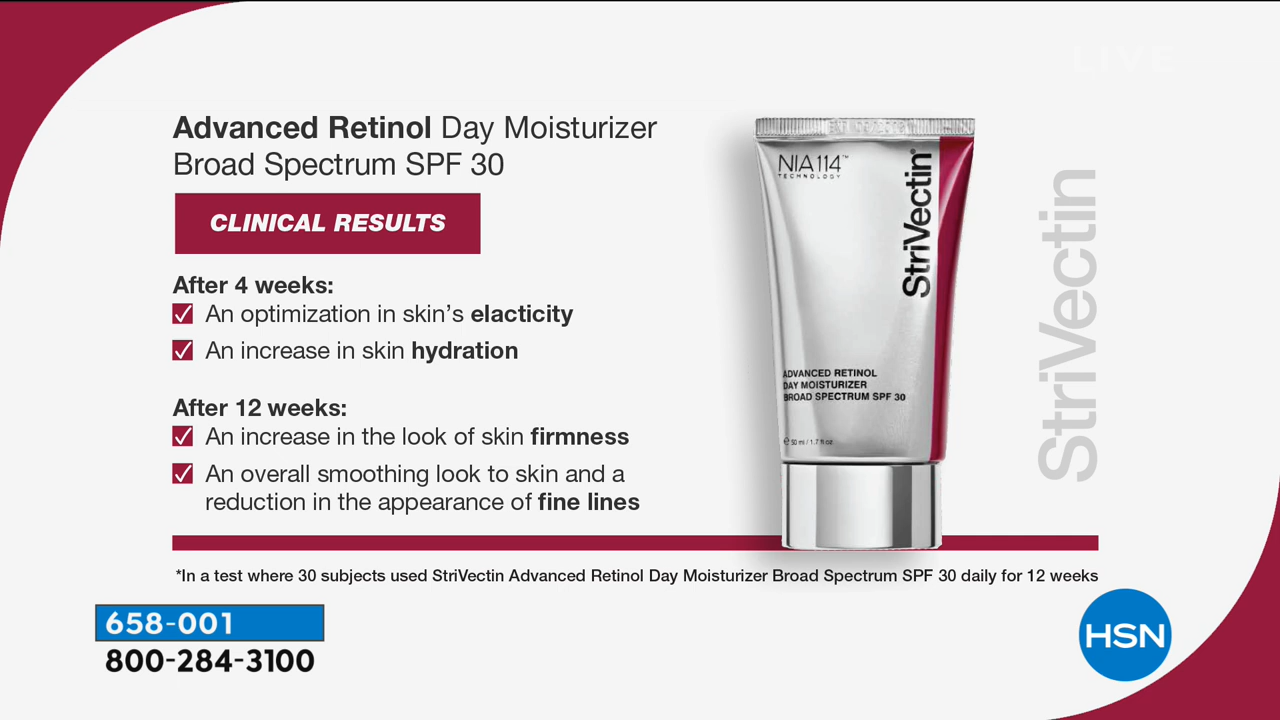 LIVE
Advanced Retinol Day Moisturizer
Broad Spectrum SPF 30
CLINICAL RESULTS
After 4 weeks:
An optimization in skin's elacticity
An increase in skin hydration
After 12 weeks:
An increase in the look of skin firmness
An overall smoothing look to skin and a
reduction in the appearance of fine lines
NIA114™
TECHNOLOGY
StriVectin®
ADVANCED RETINOL
DAY MOISTURIZER
BROAD SPECTRUM SPF 30
℮ 50 ml / 1.7 fl oz
StriVectin
*In a test where 30 subjects used StriVectin Advanced Retinol Day Moisturizer Broad Spectrum SPF 30 daily for 12 weeks
658-001
800-284-3100
HSN